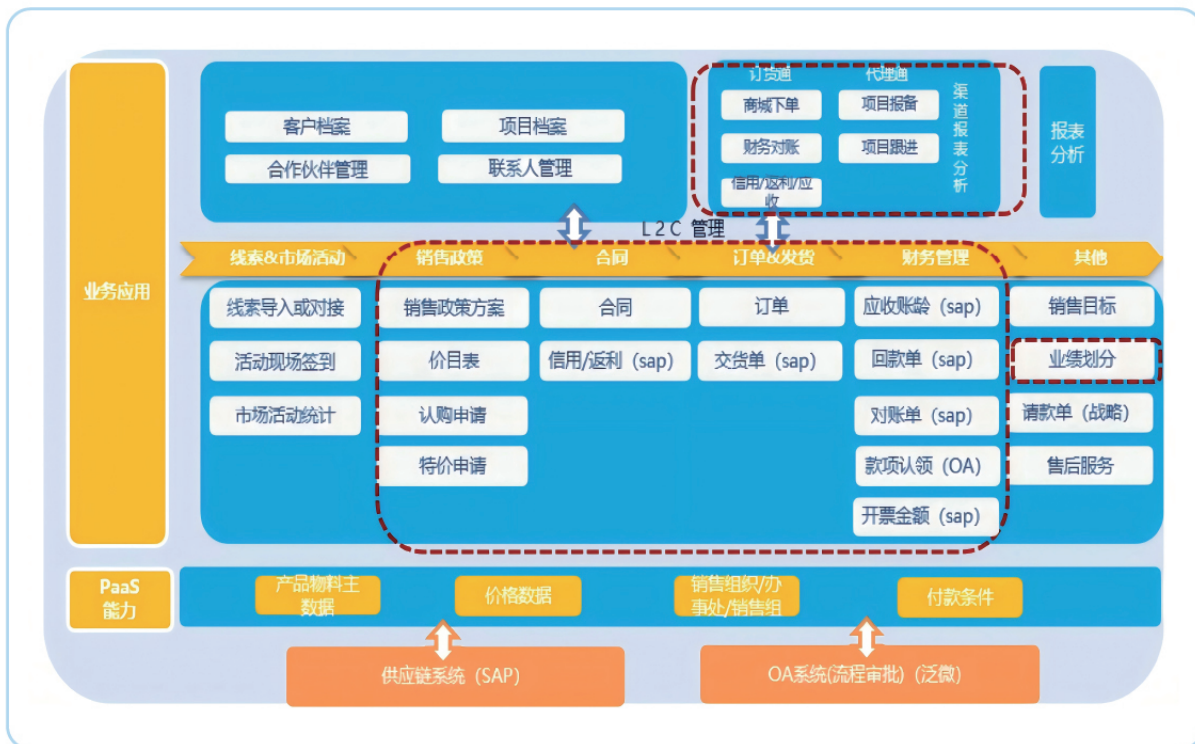 业务应用
客户档案
项目档案
合作伙伴管理
联系人管理
订货通
代理通
商城下单
项目报备
财务对账
项目跟进
信用/返利/应
收
渠道报表分析
报表
分析
L2C 管理
线索&市场活动
销售政策
合同
订单&发货
财务管理
其他
线索导入或对接
销售政策方案
合同
订单
应收账龄（sap）
销售目标
活动现场签到
价目表
信用/返利（sap）
交货单（sap）
回款单（sap）
业绩划分
市场活动统计
认购申请
对账单（sap）
请款单（战略）
特价申请
款项认领（OA）
售后服务
开票金额（sap）
PaaS
能力
产品物料主
数据
价格数据
销售组织/办
事处/销售组
付款条件
供应链系统（SAP）
OA系统(流程审批)（泛微）